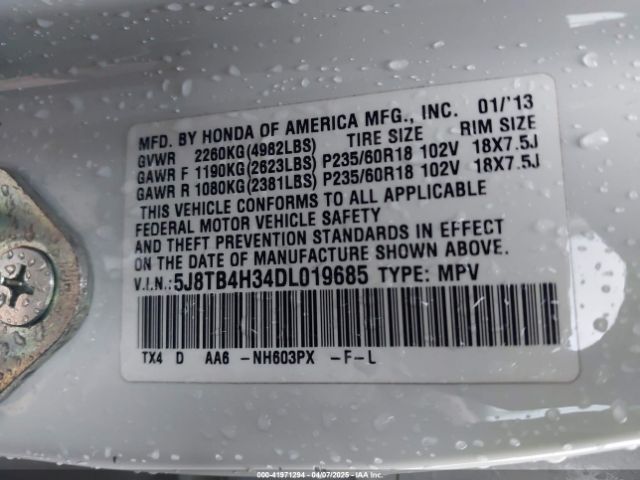 MFD. BY HONDA OF AMERICA MFG., INC. 01/'13
GVWR 2260KG(4982LBS) TIRE SIZE RIM SIZE
GAWR F 1190KG(2623LBS) P235/60R18 102V 18X7.5J
GAWR R 1080KG(2381LBS) P235/60R18 102V 18X7.5J
THIS VEHICLE CONFORMS TO ALL APPLICABLE
FEDERAL MOTOR VEHICLE SAFETY
AND THEFT PREVENTION STANDARDS IN EFFECT
ON THE DATE OF MANUFACTURE SHOWN ABOVE.
V.I.N.:5J8TB4H34DL019685 TYPE: MPV
TX4 D AA6 -NH603PX -F-L
000-41971294 - 04/07/2025 - IAAI.COM